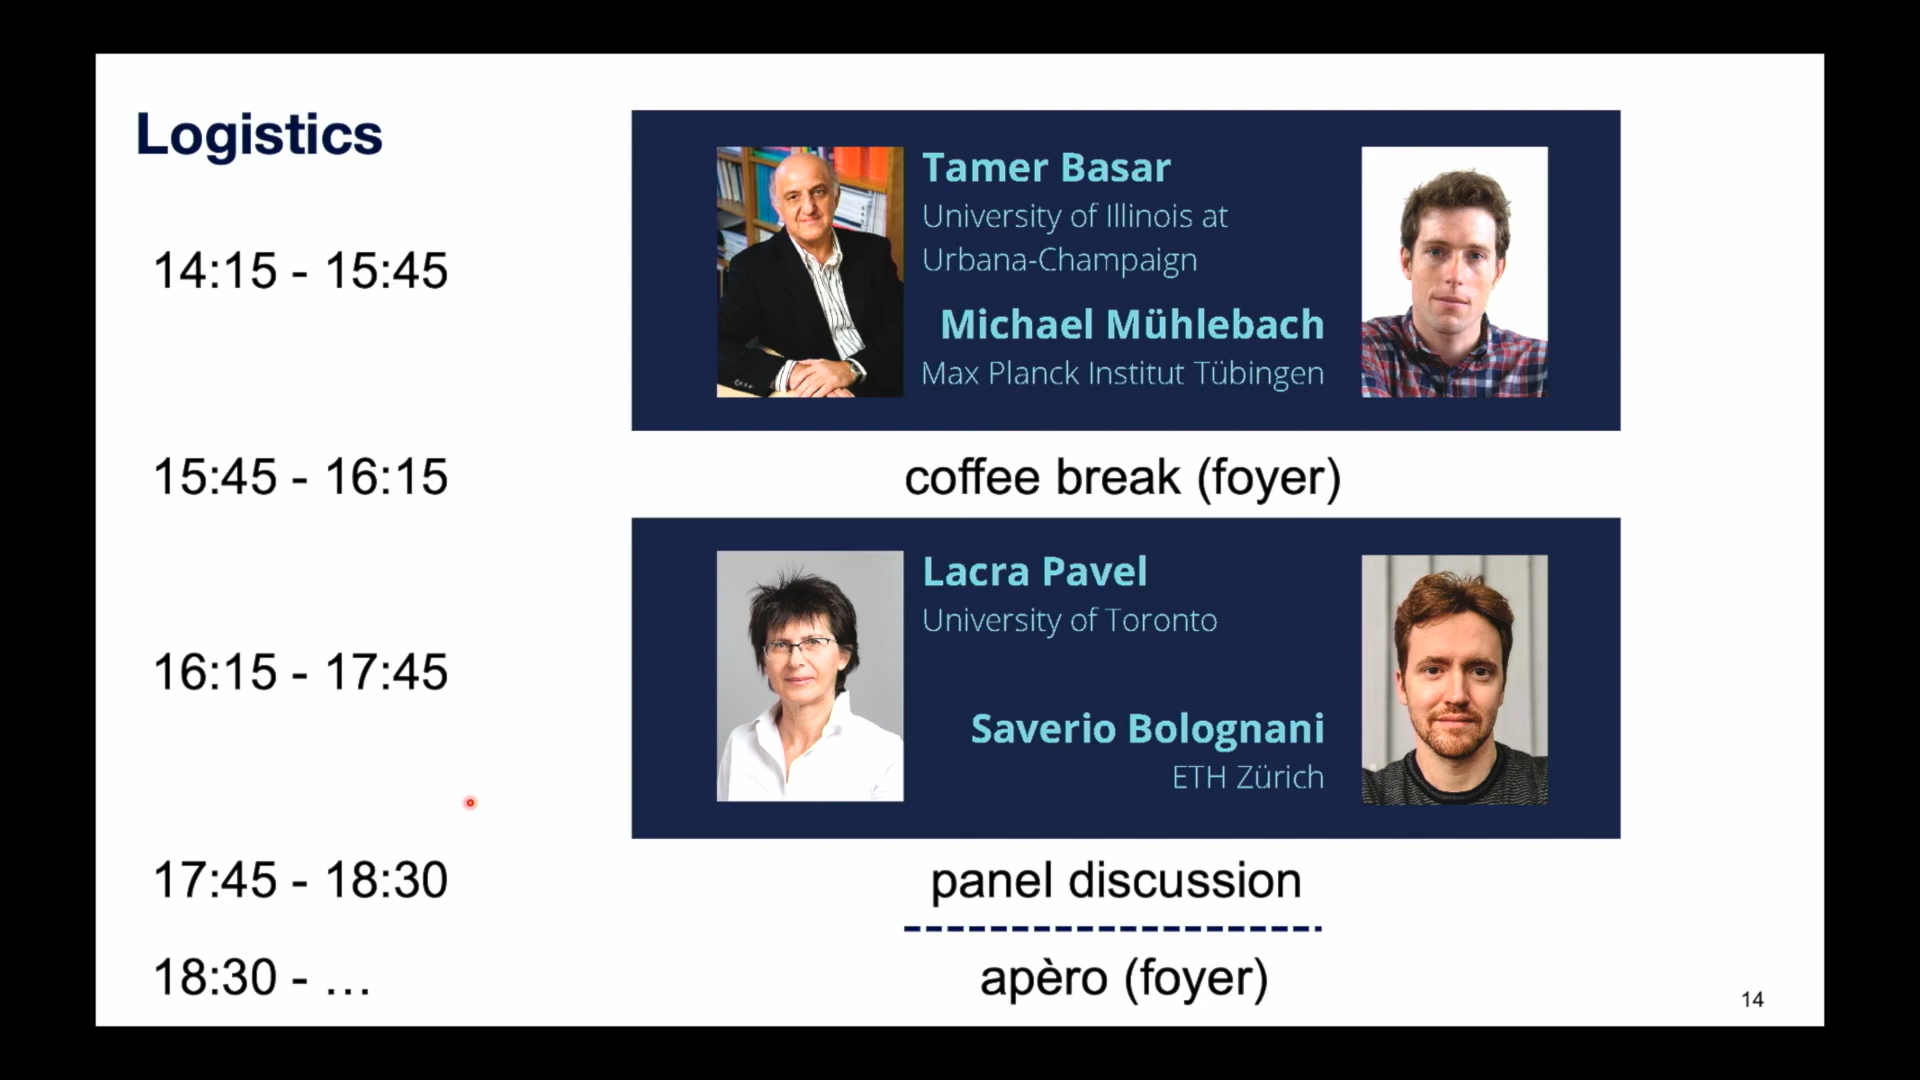 Logistics
14:15 - 15:45
Tamer Basar
University of Illinois at
Urbana-Champaign
Michael Mühlebach
Max Planck Institut Tübingen
15:45 - 16:15
coffee break (foyer)
16:15 - 17:45
Lacra Pavel
University of Toronto
Saverio Bolognani
ETH Zürich
17:45 - 18:30
panel discussion
18:30 - …
apèro (foyer)
14